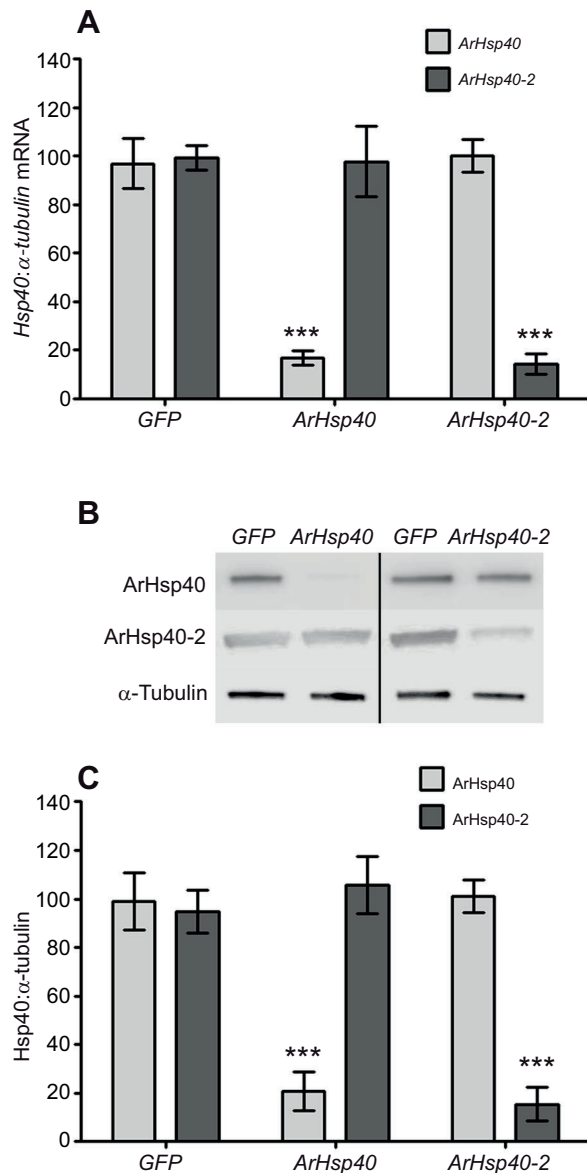 A
ArHsp40
ArHsp40-2
Hsp40:α-tubulin mRNA
140
120
100
80
60
40
20
0
***
***
GFP ArHsp40 ArHsp40-2
B
GFP ArHsp40 GFP ArHsp40-2
ArHsp40
ArHsp40-2
α-Tubulin
C
ArHsp40
ArHsp40-2
Hsp40:α-tubulin
140
120
100
80
60
40
20
0
***
***
GFP ArHsp40 ArHsp40-2